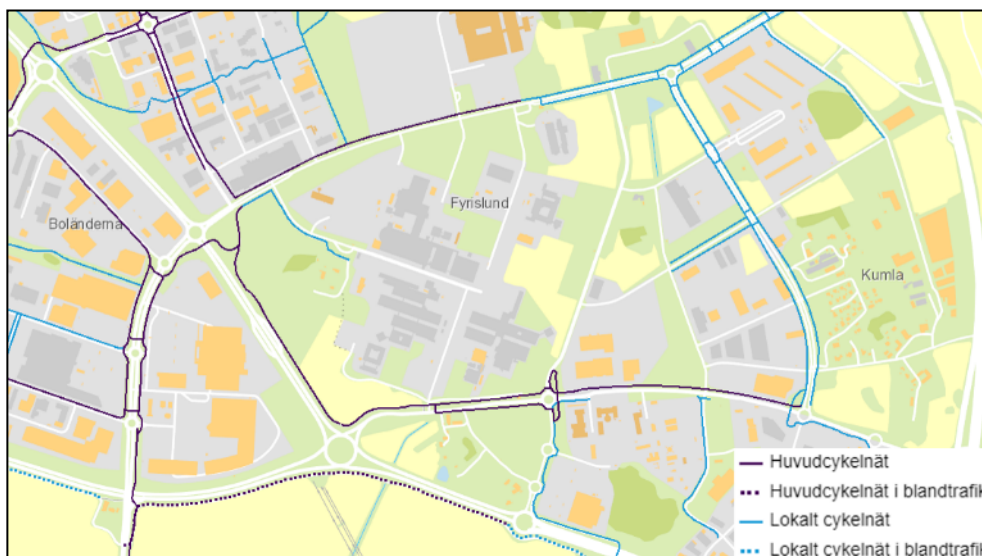 Fyrislund
Boländerna
Kumla
Huvudcykelnät
Huvudcykelnät i blandtrafik
Lokalt cykelnät
Lokalt cykelnät i blandtrafik